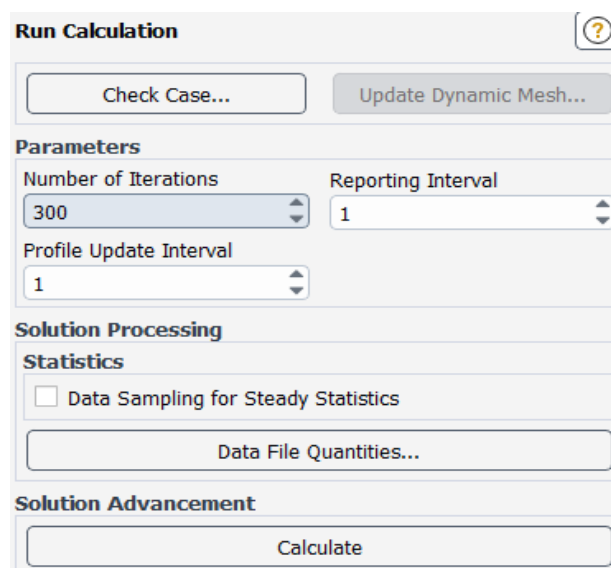 Run Calculation
?
Check Case...
Update Dynamic Mesh...
Parameters
Number of Iterations
Reporting Interval
300
1
Profile Update Interval
1
Solution Processing
Statistics
Data Sampling for Steady Statistics
Data File Quantities...
Solution Advancement
Calculate